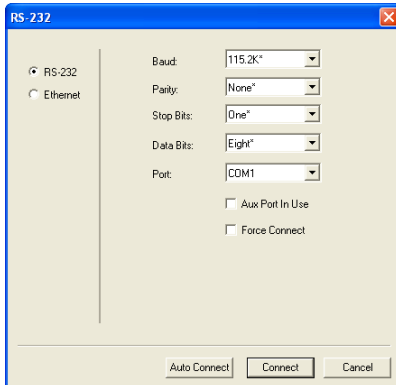 RS-232
RS-232
Ethernet
Baud: 115.2K*
Parity: None*
Stop Bits: One*
Data Bits: Eight*
Port: COM1
Aux Port In Use
Force Connect
Auto Connect Connect Cancel